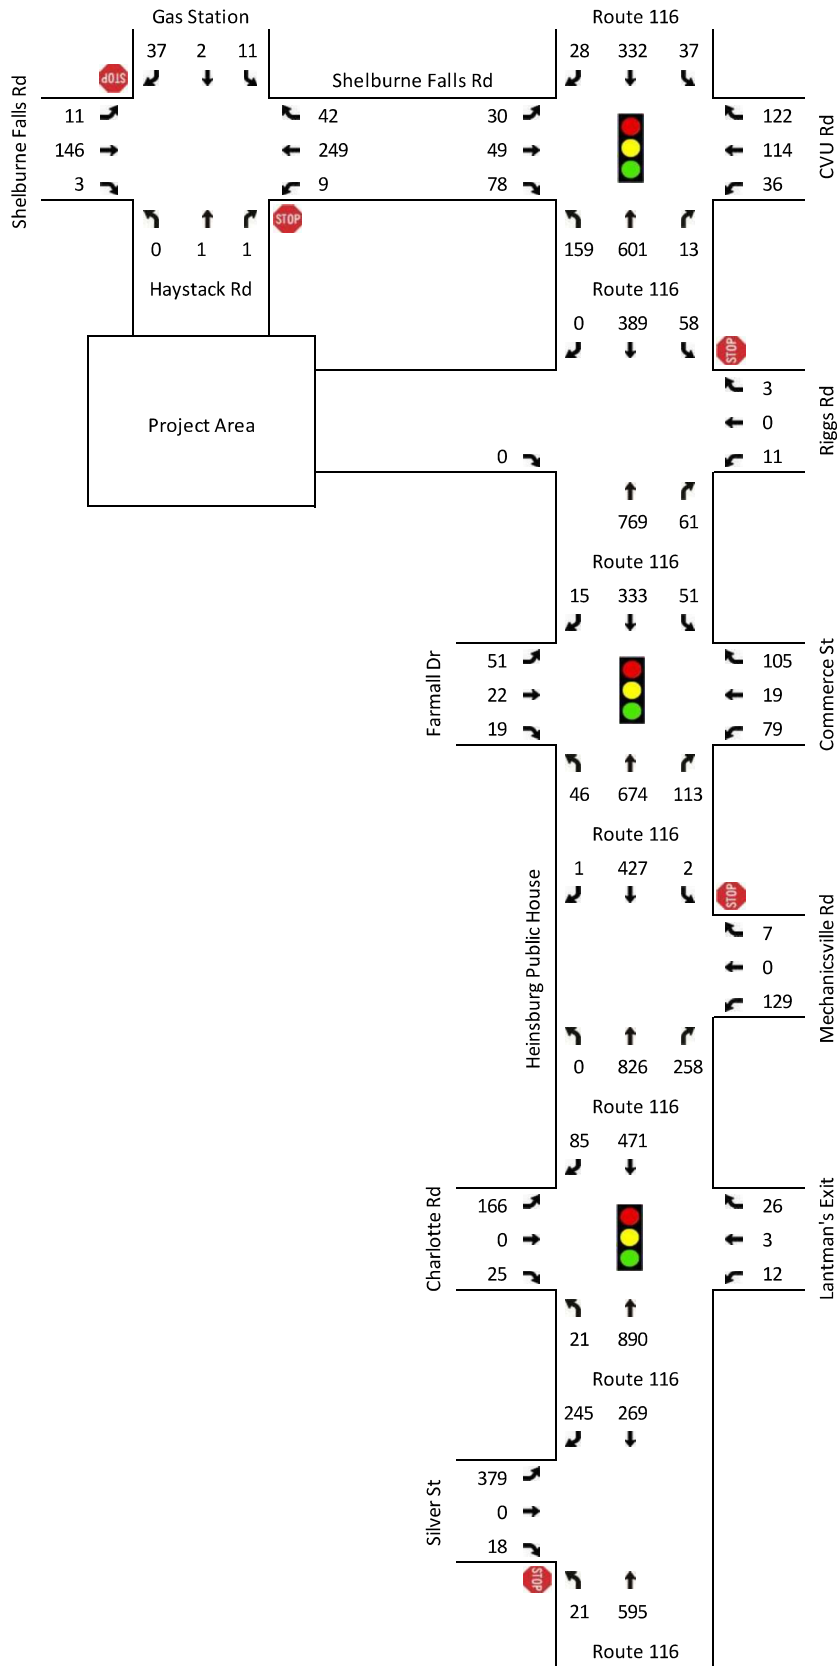 Gas Station
Route 116
37 2 11
28 332 37
STOP
Shelburne Falls Rd
Shelburne Falls Rd
11
42
30
122
146
249
49
114
CVU Rd
3
9
78
36
STOP
0 1 1
159 601 13
Haystack Rd
Route 116
0 389 58
STOP
3
Project Area
0
Riggs Rd
0
11
769 61
Route 116
15 333 51
Farmall Dr
51
105
22
19
Commerce St
19
79
46 674 113
Route 116
1 427 2
STOP
Heinsburg Public House
7
0
Mechanicsville Rd
129
0 826 258
Route 116
85 471
Charlotte Rd
166
26
0
3
Lantman's Exit
25
12
21 890
Route 116
245 269
Silver St
379
0
18
STOP
21 595
Route 116